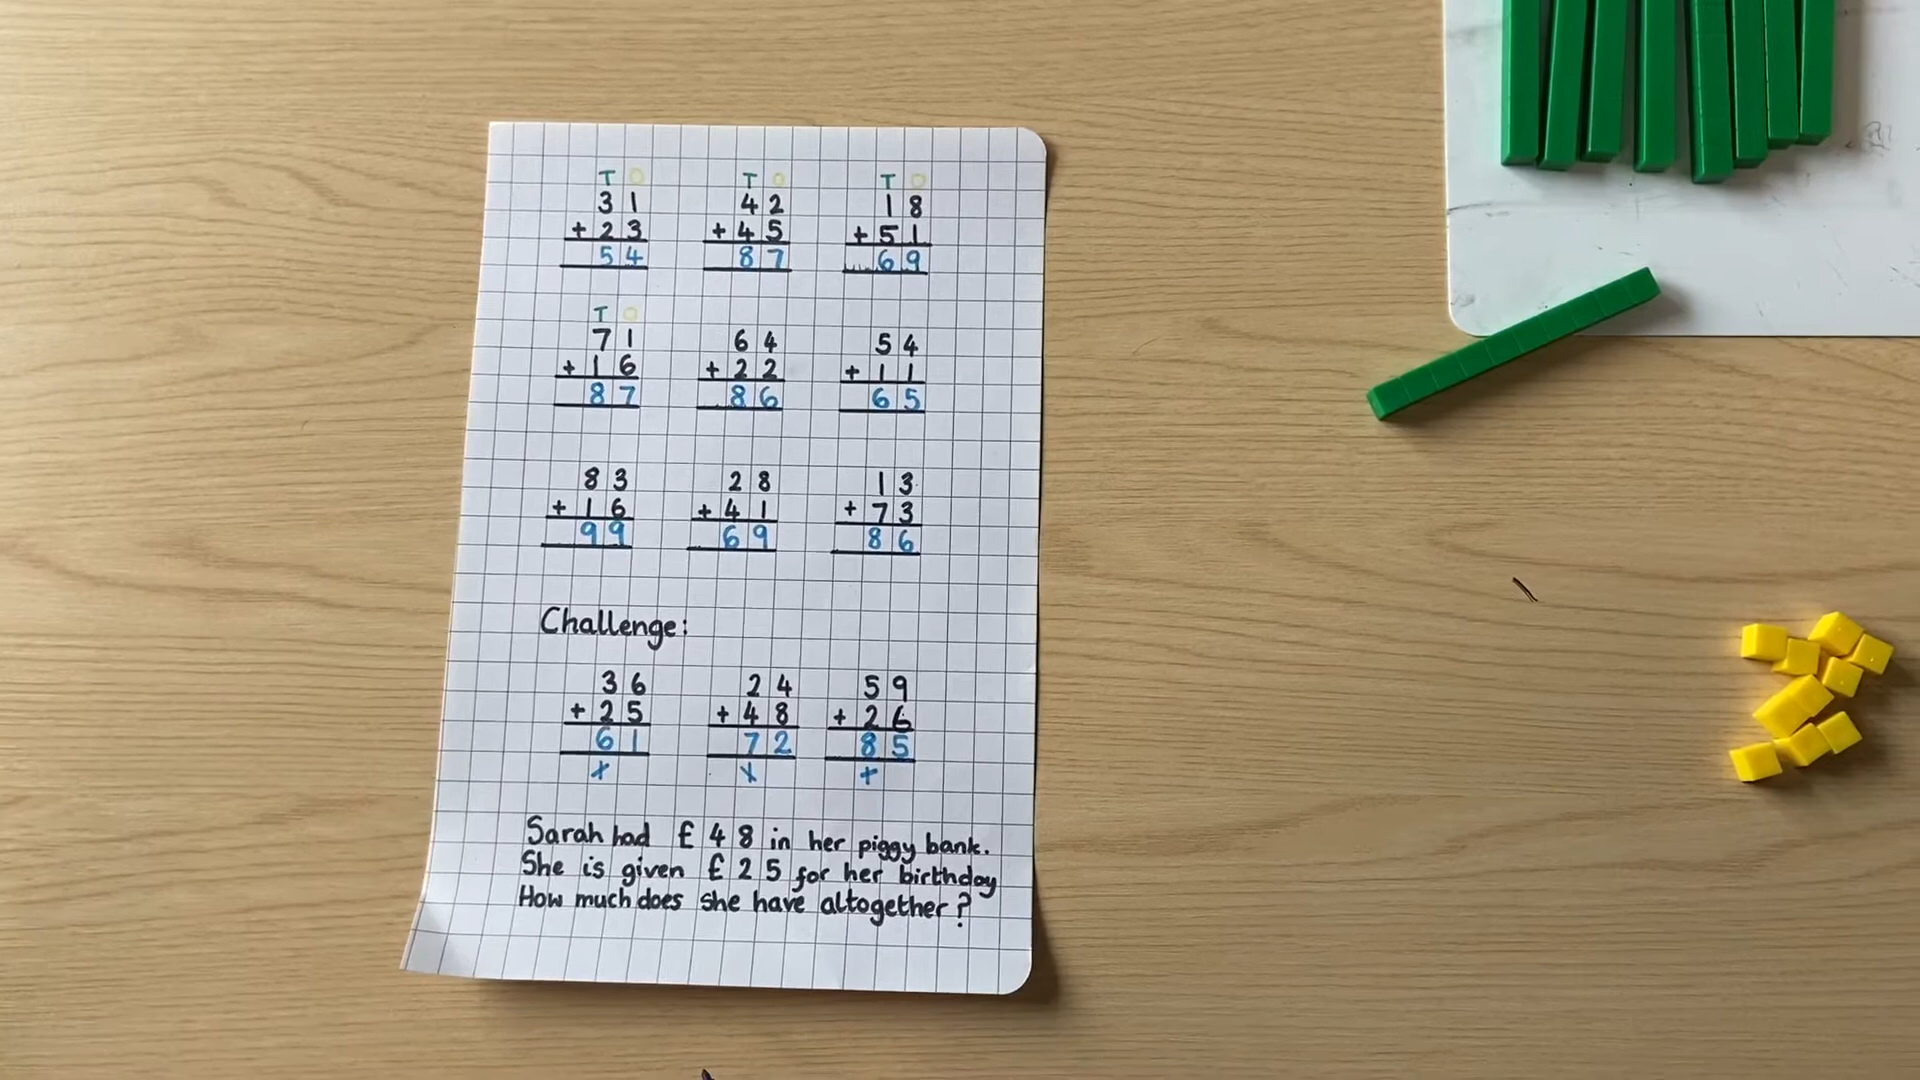 T O T O T O
31 42 18
+ 23 + 45 + 51
54 87 69
T O
71 64 54
+ 16 + 22 + 11
87 86 65
83 28 13
+ 16 + 41 + 73
99 69 86
Challenge:
36 24 59
+ 25 + 48 + 26
61 72 85
Sarah had £48 in her piggy bank.
She is given £25 for her birthday
How much does she have altogether?